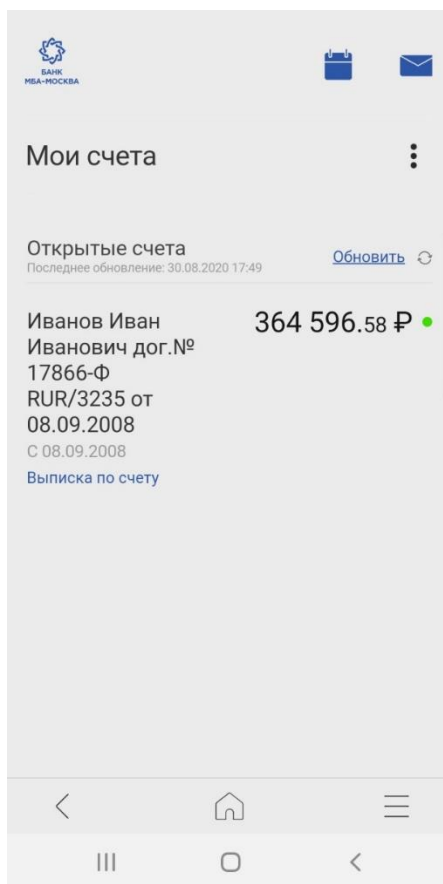 БАНК
МБА-МОСКВА
Мои счета
Открытые счета
Последнее обновление: 30.08.2020 17:49
Обновить
Иванов Иван
Иванович дог.№
17866-Ф
RUR/3235 от
08.09.2008
364 596.58 ₽
С 08.09.2008
Выписка по счету